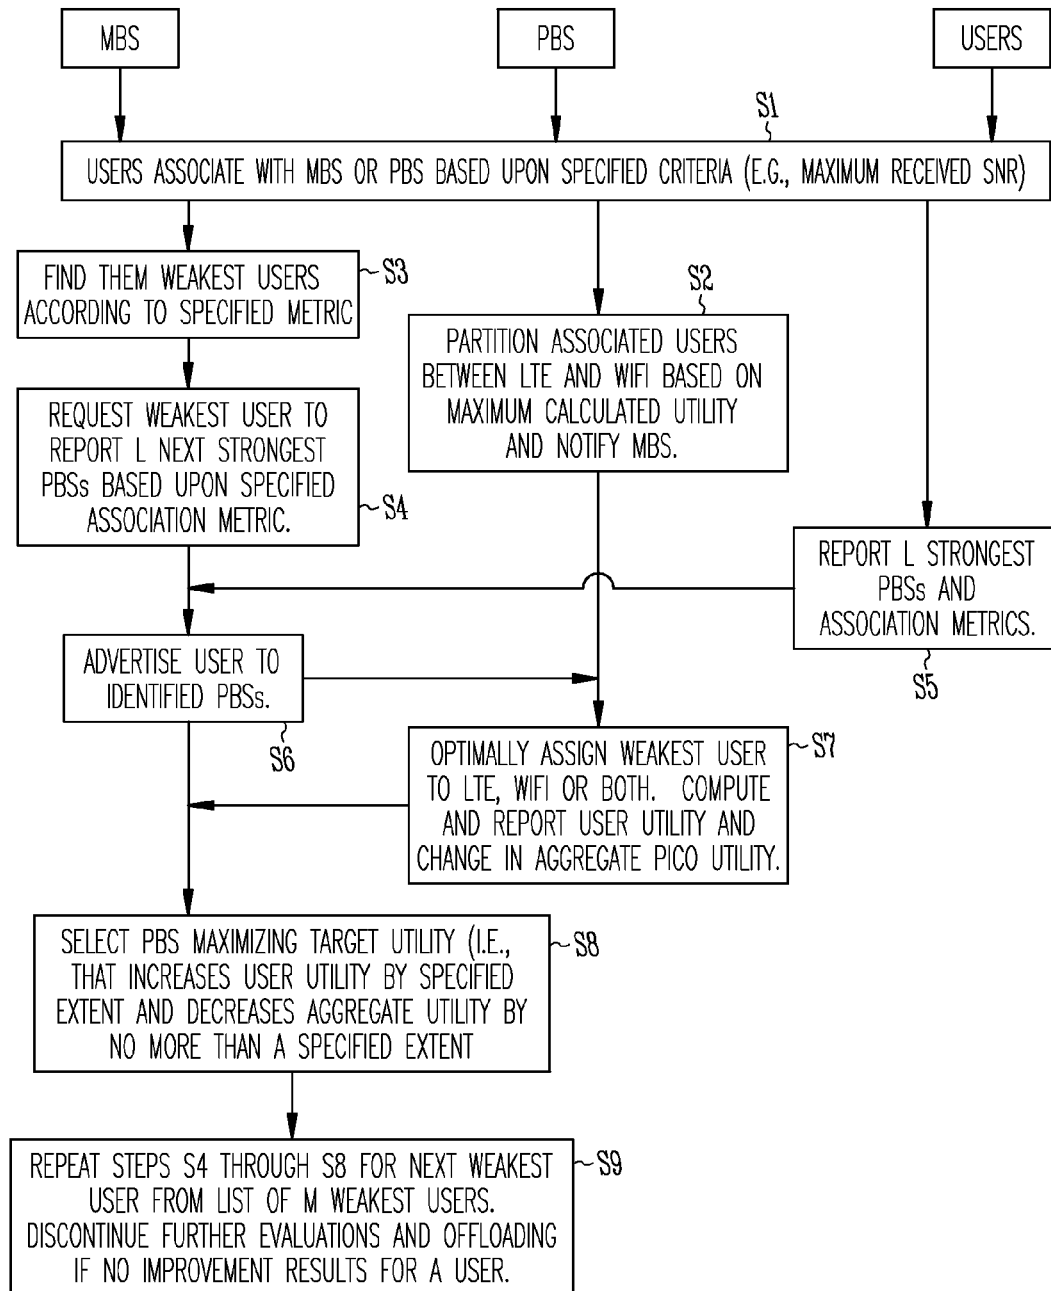 MBS
PBS
USERS
S1
USERS ASSOCIATE WITH MBS OR PBS BASED UPON SPECIFIED CRITERIA (E.G., MAXIMUM RECEIVED SNR)
FIND THEM WEAKEST USERS
ACCORDING TO SPECIFIED METRIC
S3
S2
PARTITION ASSOCIATED USERS
BETWEEN LTE AND WIFI BASED ON
MAXIMUM CALCULATED UTILITY
AND NOTIFY MBS.
REQUEST WEAKEST USER TO
REPORT L NEXT STRONGEST
PBSs BASED UPON SPECIFIED
ASSOCIATION METRIC.
S4
REPORT L STRONGEST
PBSs AND
ASSOCIATION METRICS.
S5
ADVERTISE USER TO
IDENTIFIED PBSs.
S6
OPTIMALLY ASSIGN WEAKEST USER
TO LTE, WIFI OR BOTH. COMPUTE
AND REPORT USER UTILITY AND
CHANGE IN AGGREGATE PICO UTILITY.
S7
SELECT PBS MAXIMIZING TARGET UTILITY (I.E.,
THAT INCREASES USER UTILITY BY SPECIFIED
EXTENT AND DECREASES AGGREGATE UTILITY BY
NO MORE THAN A SPECIFIED EXTENT
S8
REPEAT STEPS S4 THROUGH S8 FOR NEXT WEAKEST
USER FROM LIST OF M WEAKEST USERS.
DISCONTINUE FURTHER EVALUATIONS AND OFFLOADING
IF NO IMPROVEMENT RESULTS FOR A USER.
S9